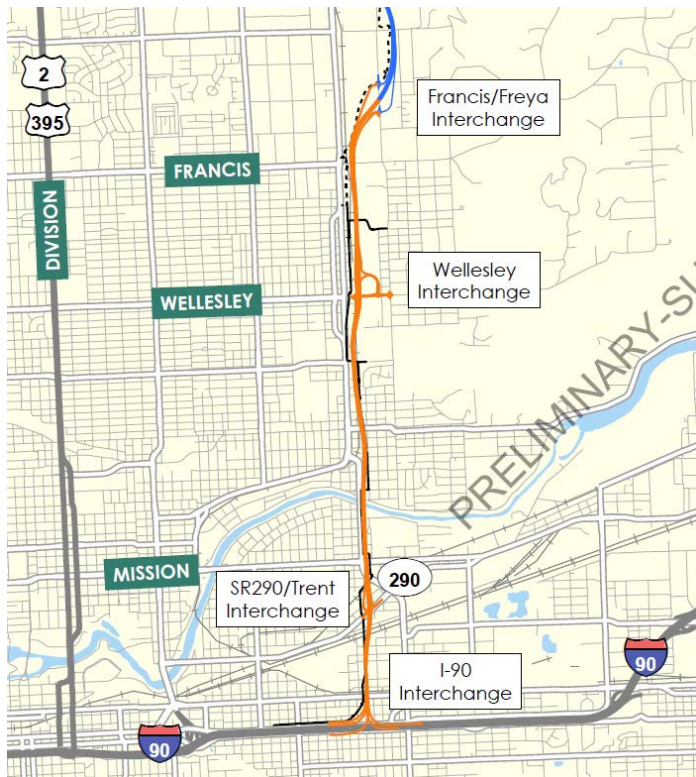 2
395
Francis/Freya
Interchange
FRANCIS
DIVISION
Wellesley
Interchange
WELLESLEY
PRELIMINARY-SU
MISSION
SR290/Trent
Interchange
290
I-90
Interchange
90
90